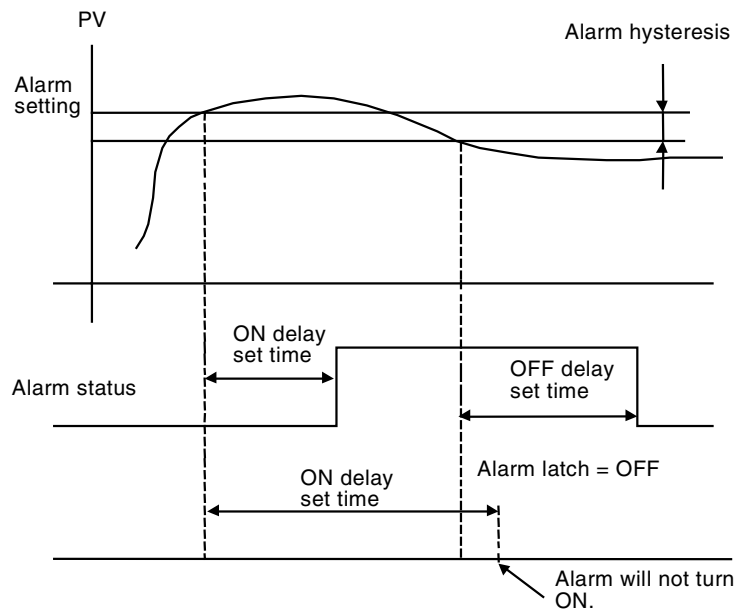 PV
Alarm hysteresis
Alarm
setting
ON delay
set time
OFF delay
set time
Alarm status
Alarm latch = OFF
ON delay
set time
Alarm will not turn
ON.